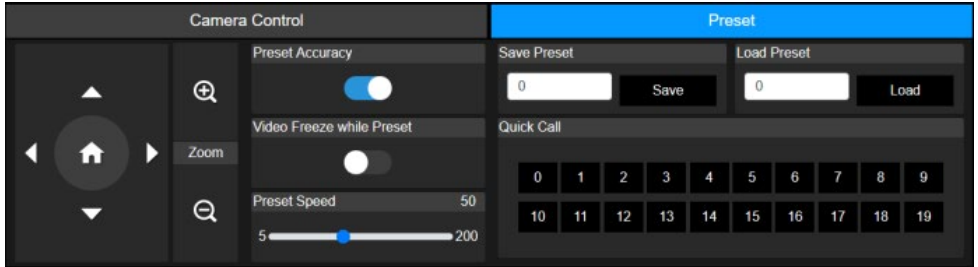 Camera Control
Preset
Preset Accuracy
Save Preset
Load Preset
0
Save
0
Load
Zoom
Video Freeze while Preset
Quick Call
0 1 2 3 4 5 6 7 8 9
Preset Speed 50
10 11 12 13 14 15 16 17 18 19
5 200